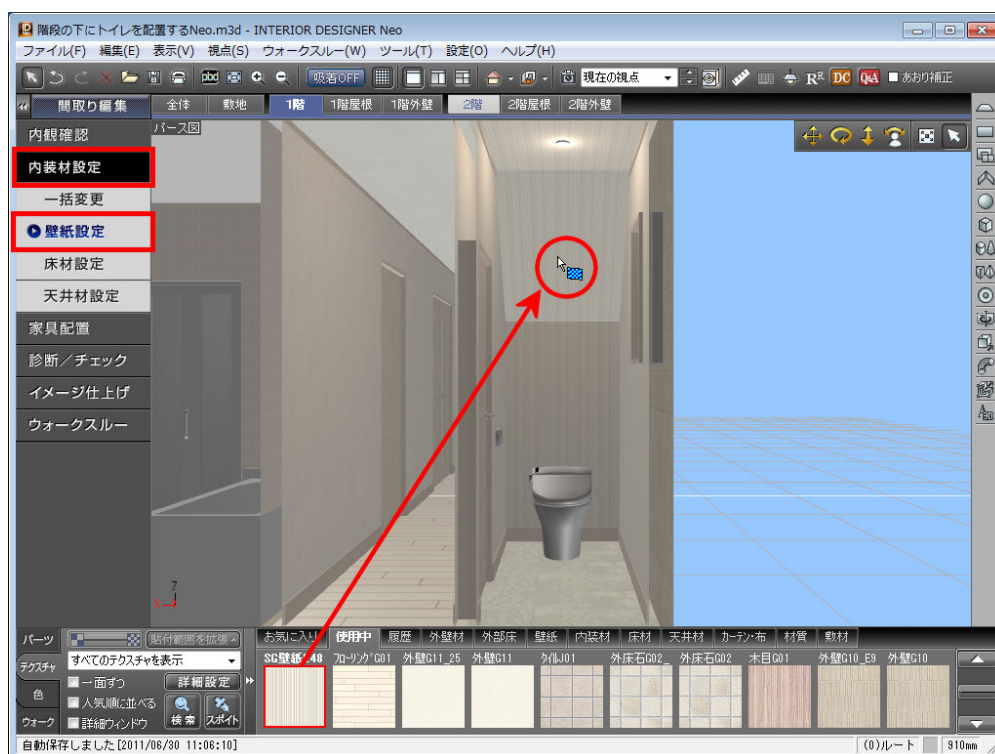 階段の下にトイレを配置するNeo.m3d - INTERIOR DESIGNER Neo
ファイル(F) 編集(E) 表示(V) 視点(S) ウォークスルー(W) ツール(T) 設定(O) ヘルプ(H)
吸着OFF 現在の視点 RR DC Q&A あおり補正
間取り編集 全体 敷地 1階 1階屋根 1階外壁 2階 2階屋根 2階外壁
内観確認
パース図
内装材設定
一括変更
壁紙設定
床材設定
天井材設定
家具配置
診断/チェック
イメージ仕上げ
ウォークスルー
Z
X
パーツ 貼付範囲を拡張 お気に入り 使用中 履歴 外壁材 外部床 壁紙 内装材 床材 天井材 カーテン・布 材質 敷材
テクスチャ すべてのテクスチャを表示 SG壁紙 48 フローリングG01 外壁G11_25 外壁G11 タイルJ01 外床石G02_ 外床石G02 木目G01 外壁G10_E9 外壁G10
一面ずつ 詳細設定
色 人気順に並べる
ウォーク 詳細ウィンドウ 検索 スポイト
自動保存しました[2011/06/30 11:06:10] (0)ルート 910mm